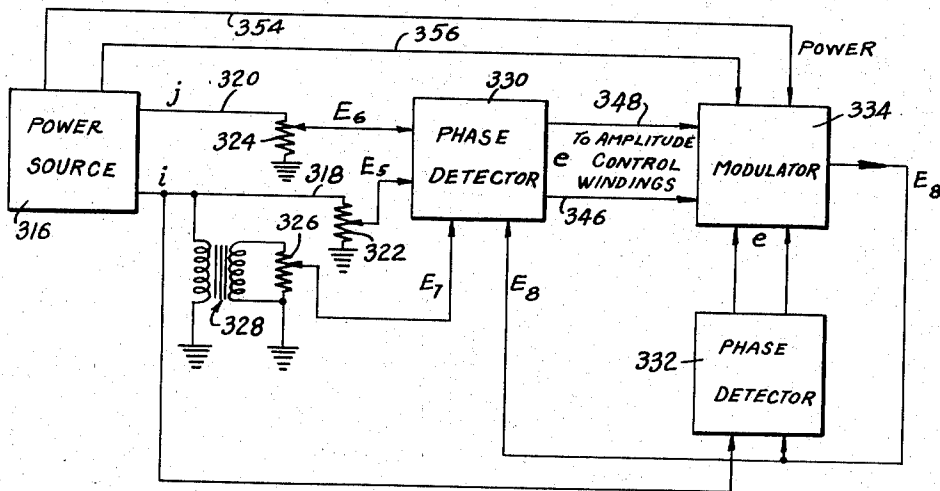 354
356
POWER
j
320
324
E6
330
348
334
POWER
SOURCE
PHASE
DETECTOR
e
TO AMPLITUDE
CONTROL
WINDINGS
MODULATOR
i
318
E5
346
E8
316
326
322
e
328
E7
E8
332
PHASE
DETECTOR